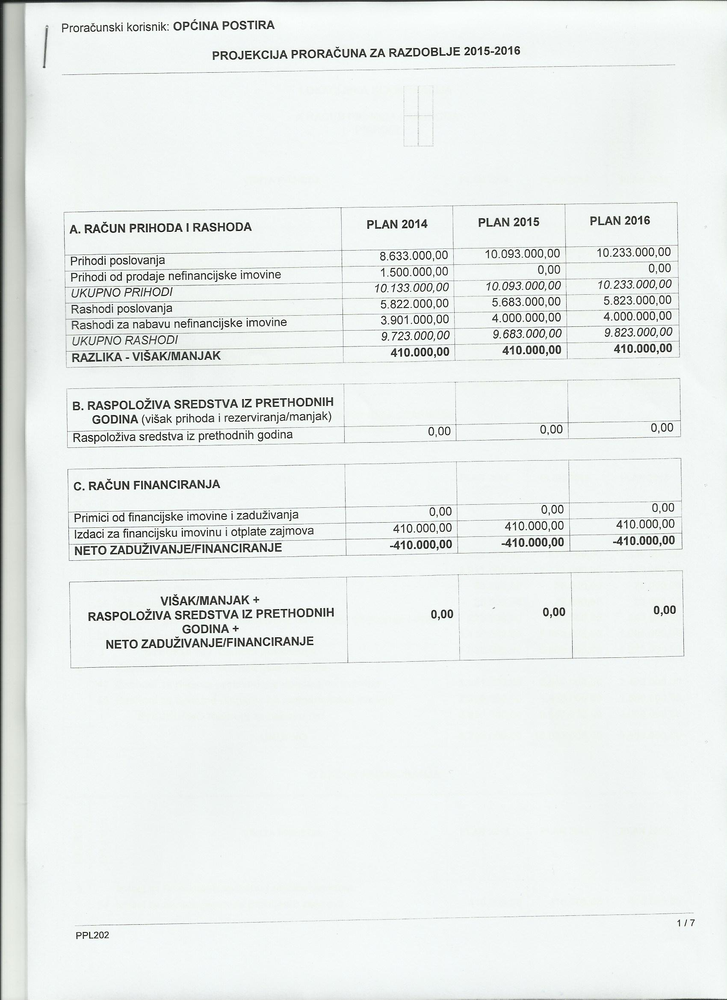 Proračunski korisnik: OPĆINA POSTIRA
PROJEKCIJA PRORAČUNA ZA RAZDOBLJE 2015-2016
A. RAČUN PRIHODA I RASHODA PLAN 2014 PLAN 2015 PLAN 2016
Prihodi poslovanja 8.633.000,00 10.093.000,00 10.233.000,00
Prihodi od prodaje nefinancijske imovine 1.500.000,00 0,00 0,00
UKUPNO PRIHODI 10.133.000,00 10.093.000,00 10.233.000,00
Rashodi poslovanja 5.822.000,00 5.683.000,00 5.823.000,00
Rashodi za nabavu nefinancijske imovine 3.901.000,00 4.000.000,00 4.000.000,00
UKUPNO RASHODI 9.723.000,00 9.683.000,00 9.823.000,00
RAZLIKA - VIŠAK/MANJAK 410.000,00 410.000,00 410.000,00
B. RASPOLOŽIVA SREDSTVA IZ PRETHODNIH
GODINA (višak prihoda i rezerviranja/manjak)
Raspoloživa sredstva iz prethodnih godina 0,00 0,00 0,00
C. RAČUN FINANCIRANJA
Primici od financijske imovine i zaduživanja 0,00 0,00 0,00
Izdaci za financijsku imovinu i otplate zajmova 410.000,00 410.000,00 410.000,00
NETO ZADUŽIVANJE/FINANCIRANJE -410.000,00 -410.000,00 -410.000,00
VIŠAK/MANJAK +
RASPOLOŽIVA SREDSTVA IZ PRETHODNIH 0,00 0,00 0,00
GODINA +
NETO ZADUŽIVANJE/FINANCIRANJE
1 / 7
PPL202